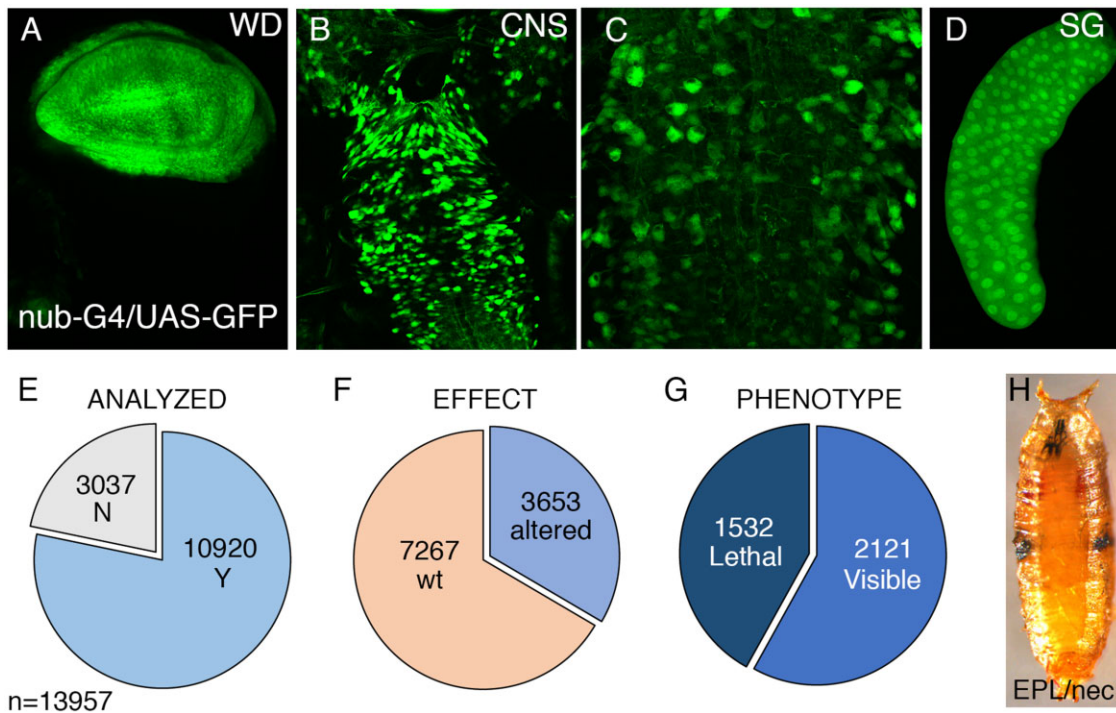 A
WD
nub-G4/UAS-GFP
B
CNS
C
D
SG
E
ANALYZED
3037
N
10920
Y
n=13957
F
EFFECT
7267
wt
3653
altered
G
PHENOTYPE
1532
Lethal
2121
Visible
H
EPL/nec